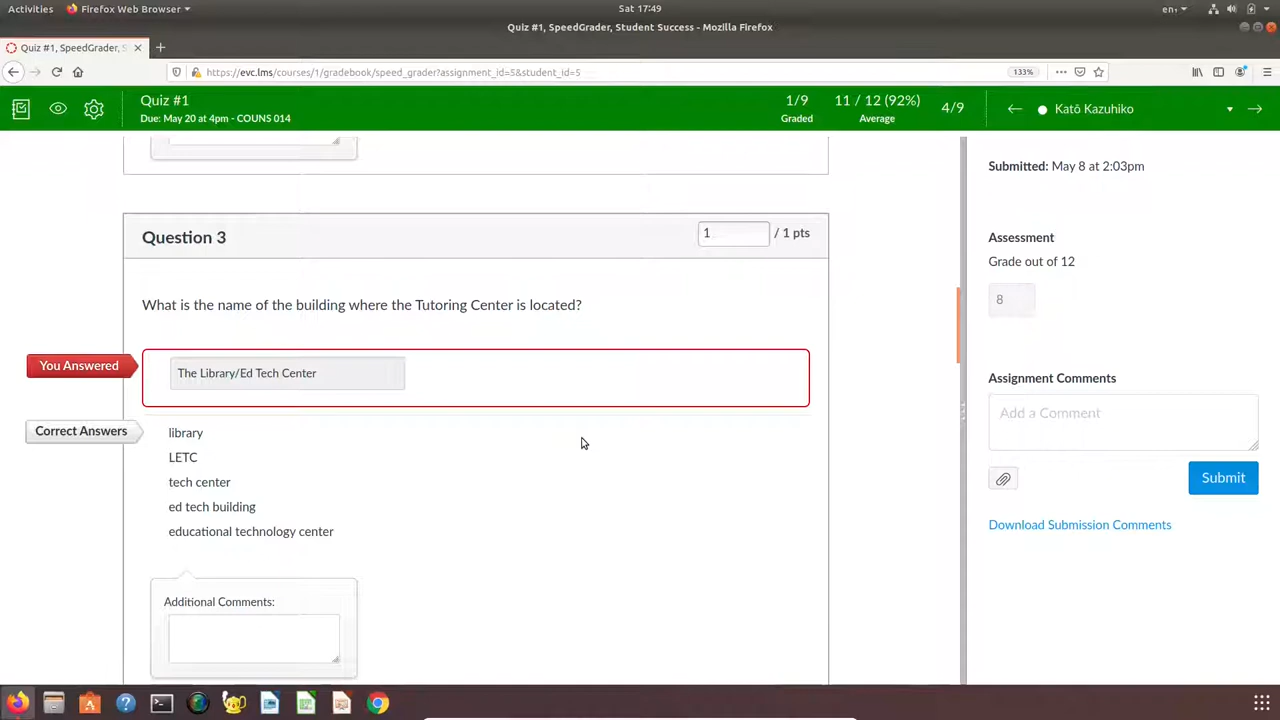 Activities
Firefox Web Browser
Sat 17:49
en
Quiz #1, SpeedGrader, Student Success - Mozilla Firefox
Quiz #1, SpeedGrader, S
https://evc.lms/courses/1/gradebook/speed_grader?assignment_id=5&student_id=5
133%
Quiz #1
Due: May 20 at 4pm - COUNS 014
1/9
Graded
11 / 12 (92%)
Average
4/9
Katō Kazuhiko
Submitted: May 8 at 2:03pm
Question 3
1 / 1 pts
What is the name of the building where the Tutoring Center is located?
You Answered
The Library/Ed Tech Center
Correct Answers
library
LETC
tech center
ed tech building
educational technology center
Additional Comments:
Assessment
Grade out of 12
8
Assignment Comments
Add a Comment
Submit
Download Submission Comments